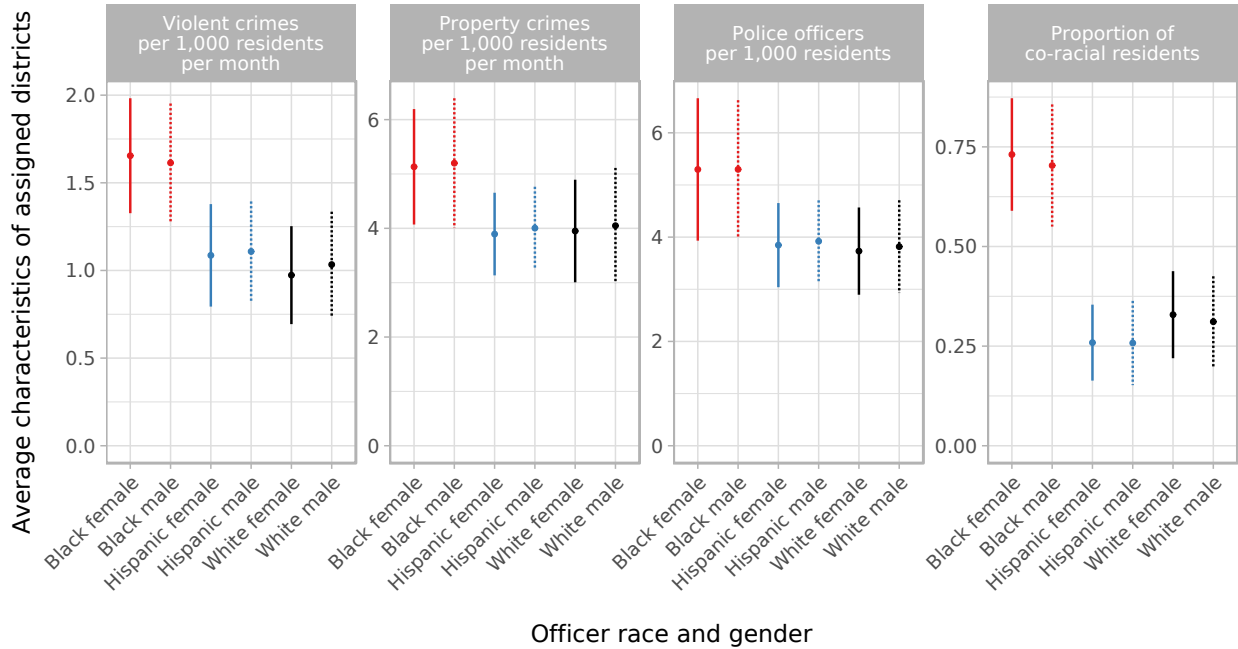 Average characteristics of assigned districts
Violent crimes
per 1,000 residents
per month
2.0
1.5
1.0
0.5
0.0
Black female
Black male
Hispanic female
Hispanic male
White female
White male
Property crimes
per 1,000 residents
per month
6
4
2
0
Black female
Black male
Hispanic female
Hispanic male
White female
White male
Police officers
per 1,000 residents
6
4
2
0
Black female
Black male
Hispanic female
Hispanic male
White female
White male
Proportion of
co-racial residents
0.75
0.50
0.25
0.00
Black female
Black male
Hispanic female
Hispanic male
White female
White male
Officer race and gender